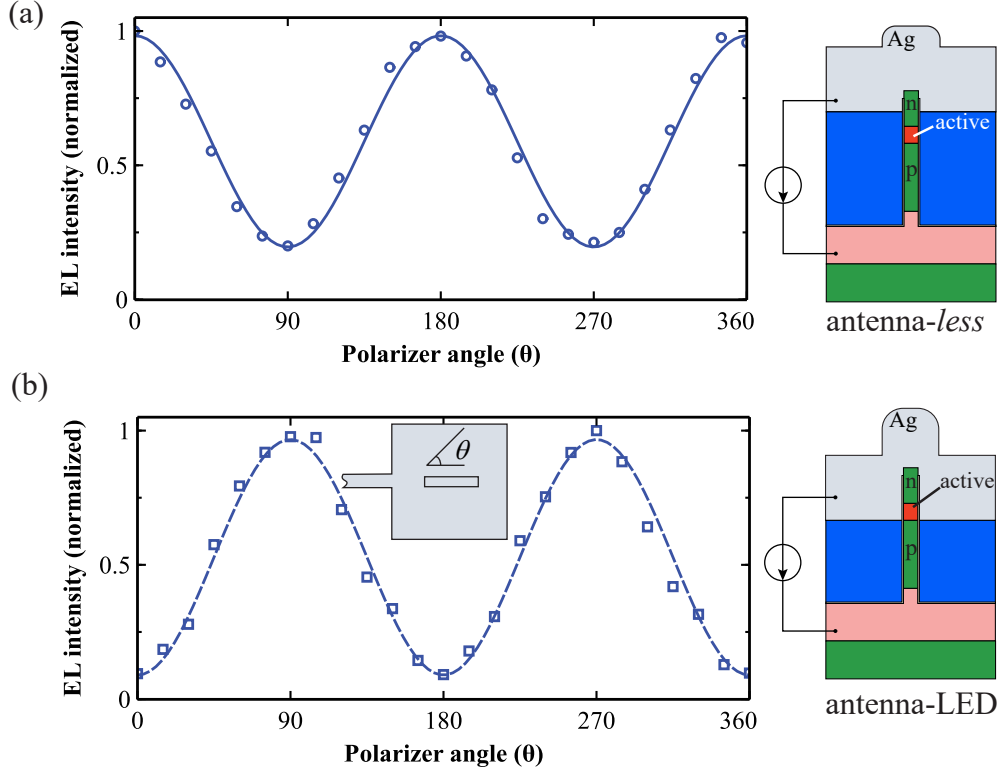 (a)
EL intensity (normalized)
1
0.5
0
0 90 180 270 360
Polarizer angle (θ)
Ag
n
active
p
antenna-less
(b)
EL intensity (normalized)
1
0.5
0
0 90 180 270 360
Polarizer angle (θ)
θ
Ag
n
active
p
antenna-LED